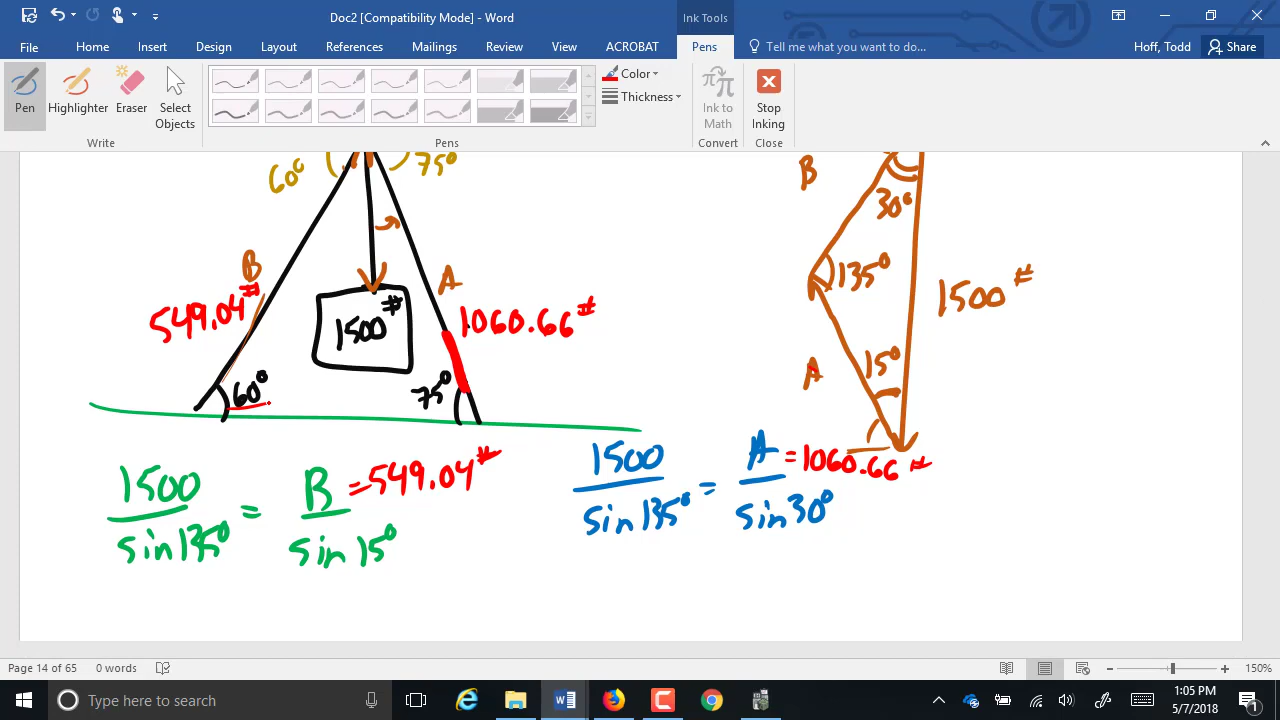 Doc2 [Compatibility Mode] - Word
Ink Tools
File Home Insert Design Layout References Mailings Review View ACROBAT Pens Tell me what you want to do... Hoff, Todd Share
Pen Highlighter Eraser Select Objects
Color
Thickness
Ink to Math
Stop Inking
Write Pens Convert Close
60° 75°
B
30°
B
549.04#
A
1060.66#
1500#
135°
1500#
60°
75°
A
15°
1500 / sin 135° = B / sin 15° = 549.04#
1500 / sin 135° = A / sin 30° = 1060.66#
Page 14 of 65 0 words 150%
Type here to search
1:05 PM
5/7/2018
1